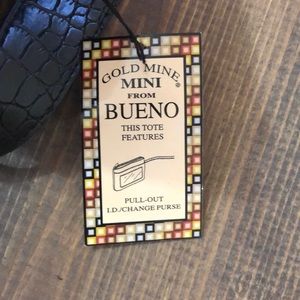 GOLD MINE®
MINI
FROM
BUENO
THIS TOTE
FEATURES
PULL-OUT
I.D./CHANGE PURSE